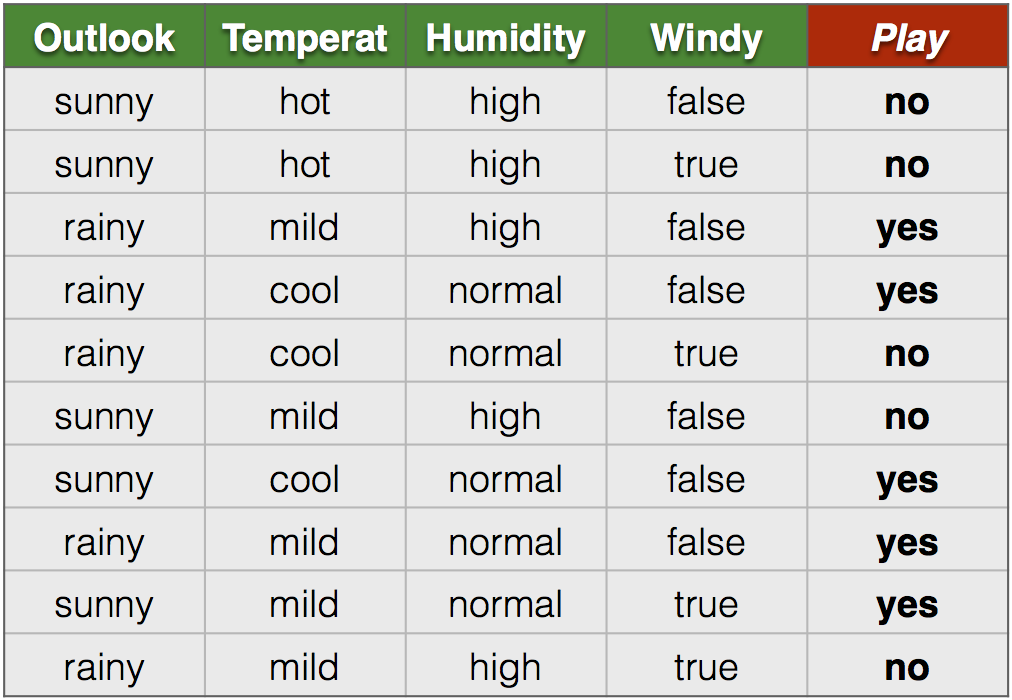 Outlook Temperat Humidity Windy Play
sunny hot high false no
sunny hot high true no
rainy mild high false yes
rainy cool normal false yes
rainy cool normal true no
sunny mild high false no
sunny cool normal false yes
rainy mild normal false yes
sunny mild normal true yes
rainy mild high true no